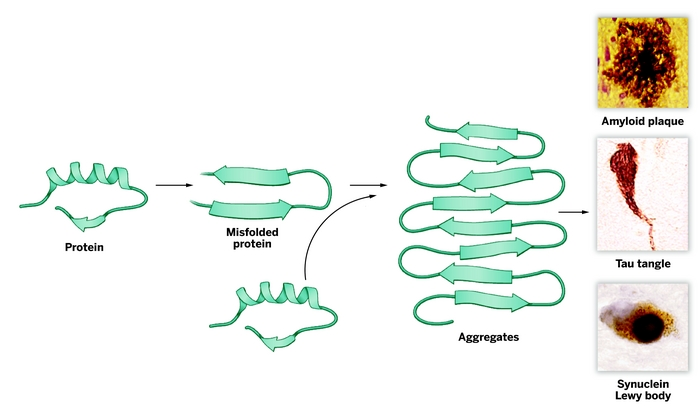 Protein
Misfolded
protein
Aggregates
Amyloid plaque
Tau tangle
Synuclein
Lewy body